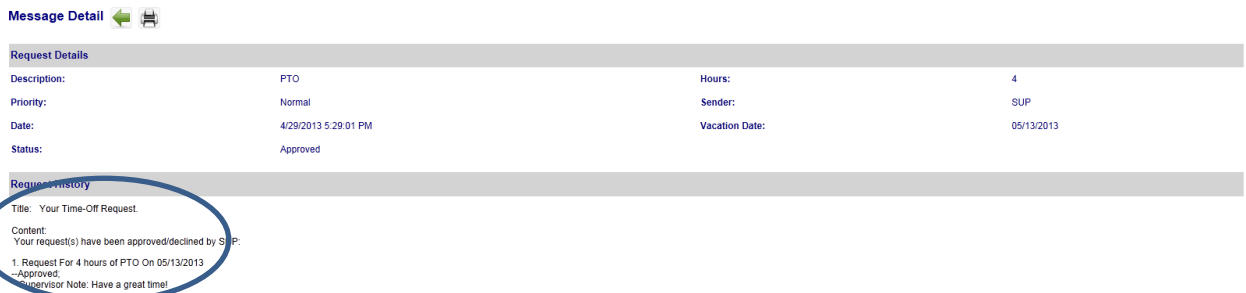 Message Detail
Request Details
Description: PTO Hours: 4
Priority: Normal Sender: SUP
Date: 4/29/2013 5:29:01 PM Vacation Date: 05/13/2013
Status: Approved
Request History
Title: Your Time-Off Request.
Content:
Your request(s) have been approved/declined by SUP:
1. Request For 4 hours of PTO On 05/13/2013
--Approved;
Supervisor Note: Have a great time!